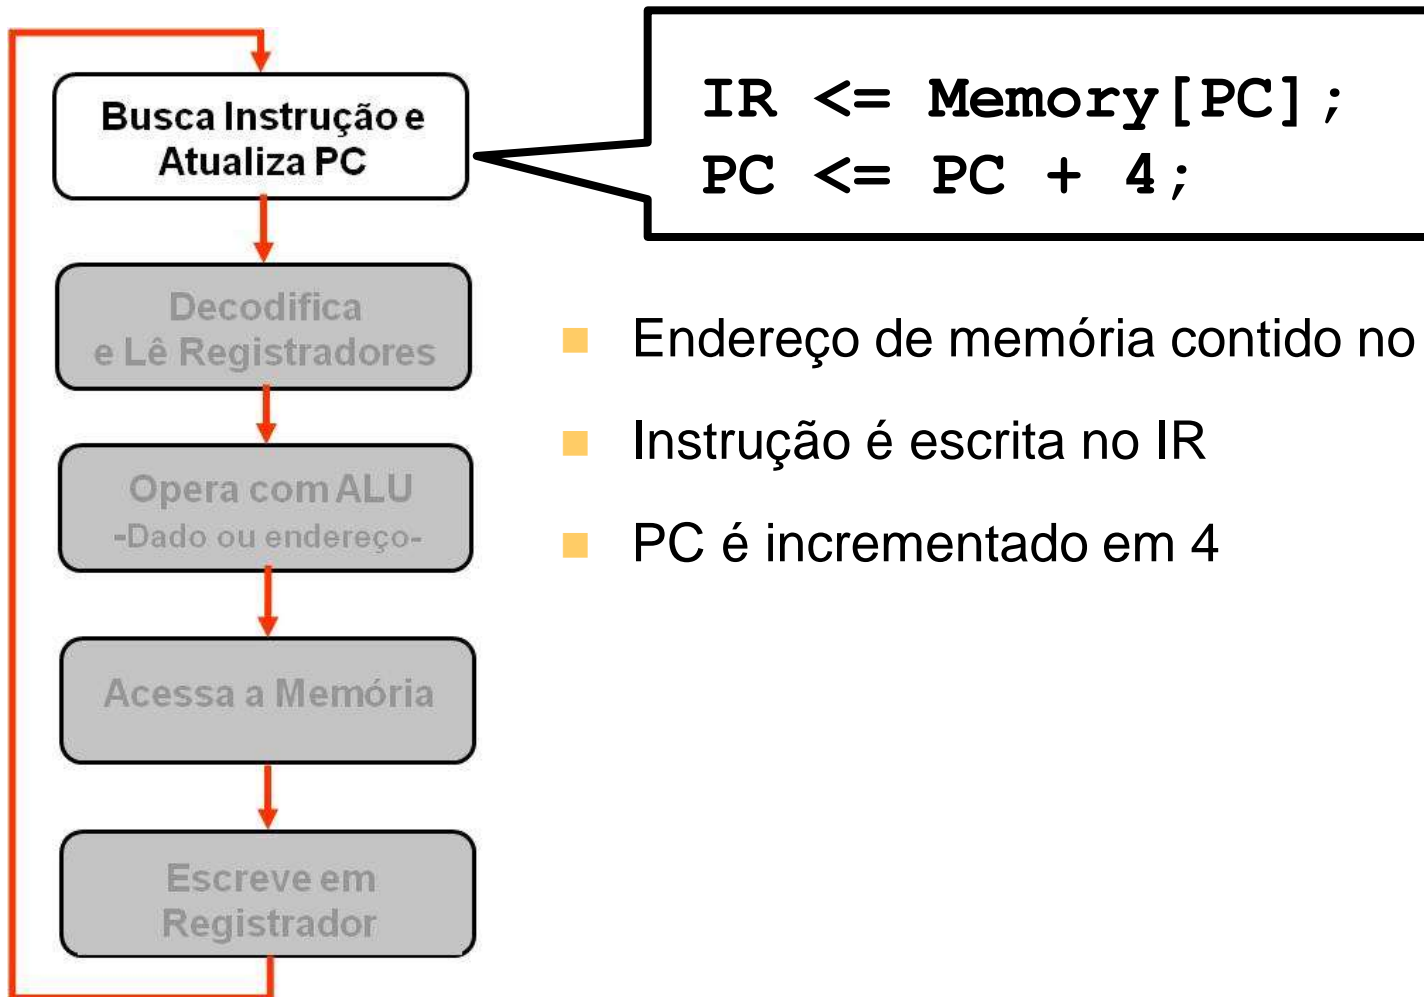 Busca Instrução e
Atualiza PC
IR <= Memory[PC];
PC <= PC + 4;
Decodifica
e Lê Registradores
Endereço de memória contido no
Instrução é escrita no IR
Opera com ALU
-Dado ou endereço-
PC é incrementado em 4
Acessa a Memória
Escreve em
Registrador